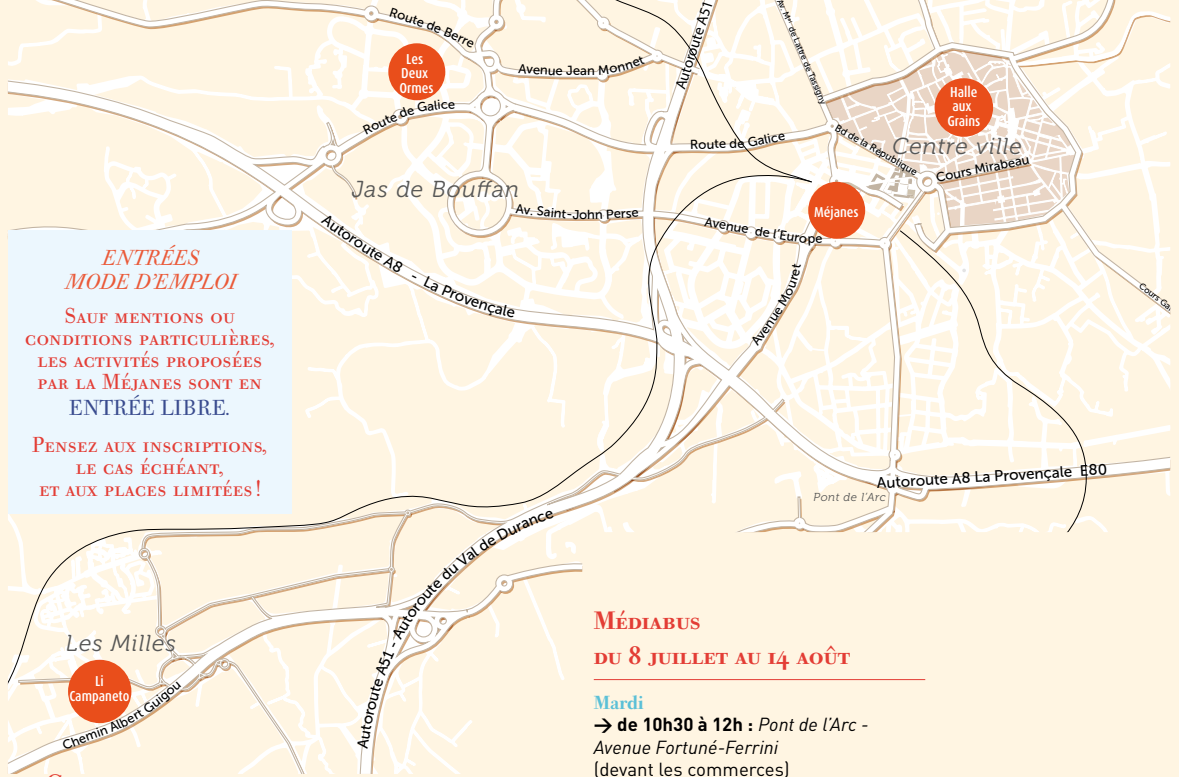 Route de Berre
Avenue Jean Monnet
Autoroute A51
Av. Mal de Lattre de Tassigny
Les
Deux
Ormes
Halle
aux
Grains
Route de Galice
Route de Galice
Bd de la République
Centre ville
Cours Mirabeau
Jas de Bouffan
Av. Saint-John Perse
Méjanes
Avenue de l'Europe
Autoroute A8 - La Provençale
Avenue Mouret
ENTRÉES
MODE D'EMPLOI
Sauf mentions ou
conditions particulières,
les activités proposées
par la Méjanes sont en
ENTRÉE LIBRE.
Pensez aux inscriptions,
le cas échéant,
et aux places limitées !
Autoroute A8 La Provençale E80
Pont de l'Arc
Autoroute A51 - Autoroute du Val de Durance
Les Milles
Li
Campaneto
Chemin Albert Guigou
Médiabus
du 8 juillet au 14 août
Mardi
→ de 10h30 à 12h : Pont de l'Arc -
Avenue Fortuné-Ferrini
(devant les commerces)